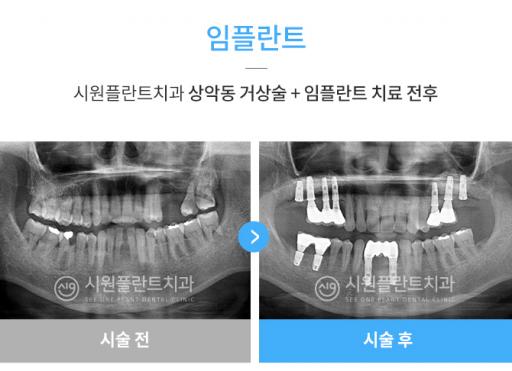 임플란트
시원플란트치과 상악동 거상술 + 임플란트 치료 전후
시원플란트치과
SEE ONE PLANT DENTAL CLINIC
시원플란트치과
SEE ONE PLANT DENTAL CLINIC
시술 전
시술 후